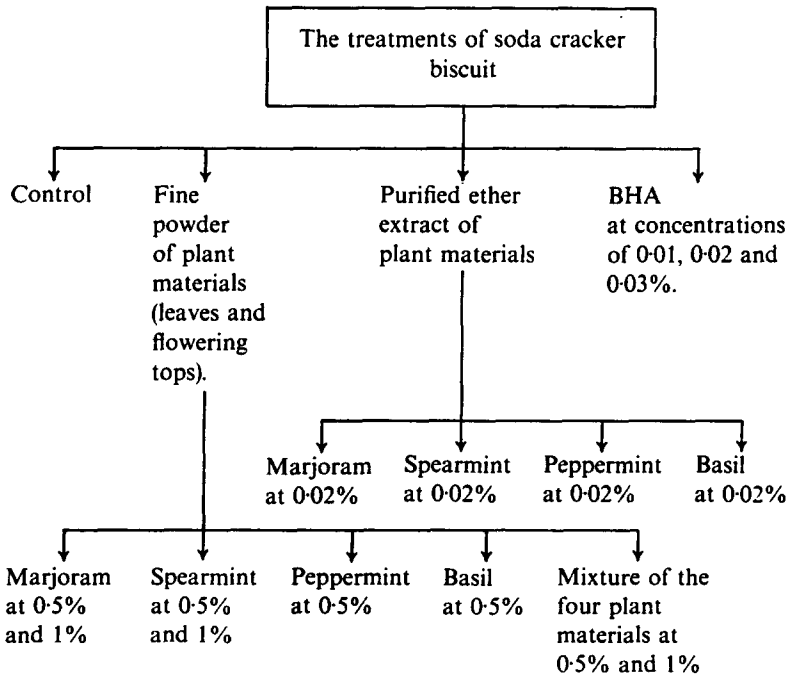 The treatments of soda cracker
biscuit
Control
Fine
powder
of plant
materials
(leaves and
flowering
tops).
Purified ether
extract of
plant materials
BHA
at concentrations
of 0·01, 0·02 and
0·03%.
Marjoram
at 0·02%
Spearmint
at 0·02%
Peppermint
at 0·02%
Basil
at 0·02%
Marjoram
at 0·5%
and 1%
Spearmint
at 0·5%
and 1%
Peppermint
at 0·5%
Basil
at 0·5%
Mixture of the
four plant
materials at
0·5% and 1%